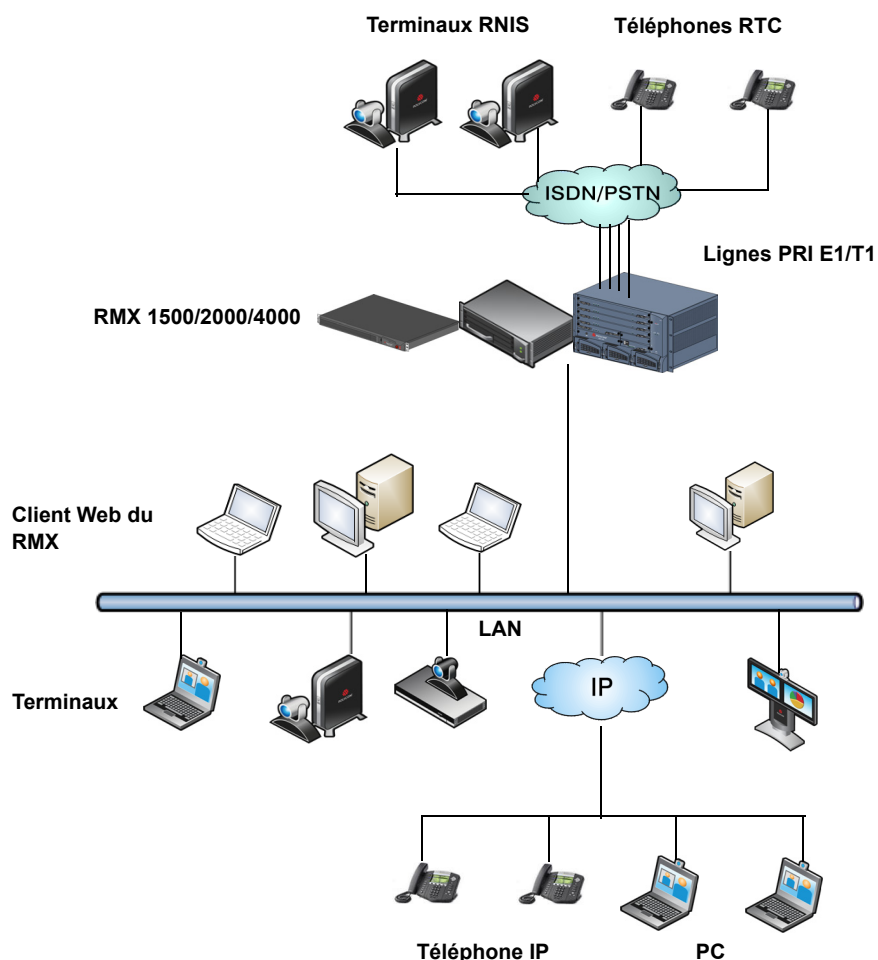 Terminaux RNIS
Téléphones RTC
ISDN/PSTN
Lignes PRI E1/T1
RMX 1500/2000/4000
Client Web du
RMX
LAN
Terminaux
IP
Téléphone IP
PC